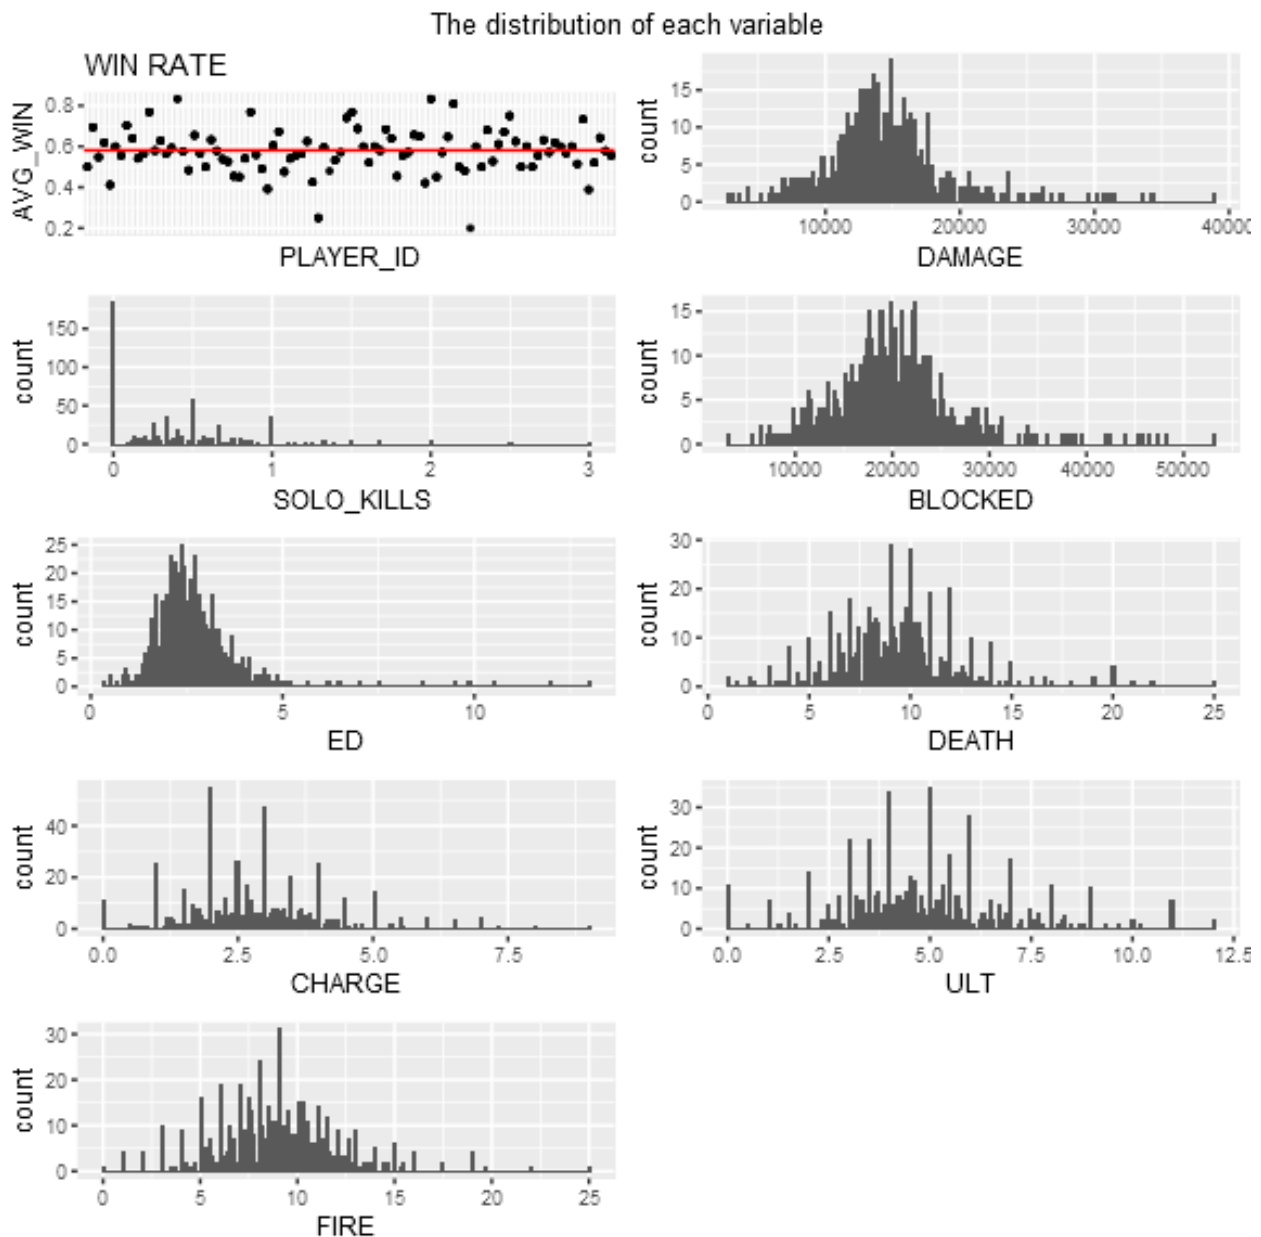 The distribution of each variable
WIN RATE
AVG_WIN
0.8
0.6
0.4
0.2
PLAYER_ID
count
15
10
5
0
10000 20000 30000 40000
DAMAGE
count
150
100
50
0
0 1 2 3
SOLO_KILLS
count
15
10
5
0
10000 20000 30000 40000 50000
BLOCKED
count
25
20
15
10
5
0
0 5 10
ED
count
30
20
10
0
0 5 10 15 20 25
DEATH
count
40
20
0
0.0 2.5 5.0 7.5
CHARGE
count
30
20
10
0
0.0 2.5 5.0 7.5 10.0 12.5
ULT
count
30
20
10
0
0 5 10 15 20 25
FIRE